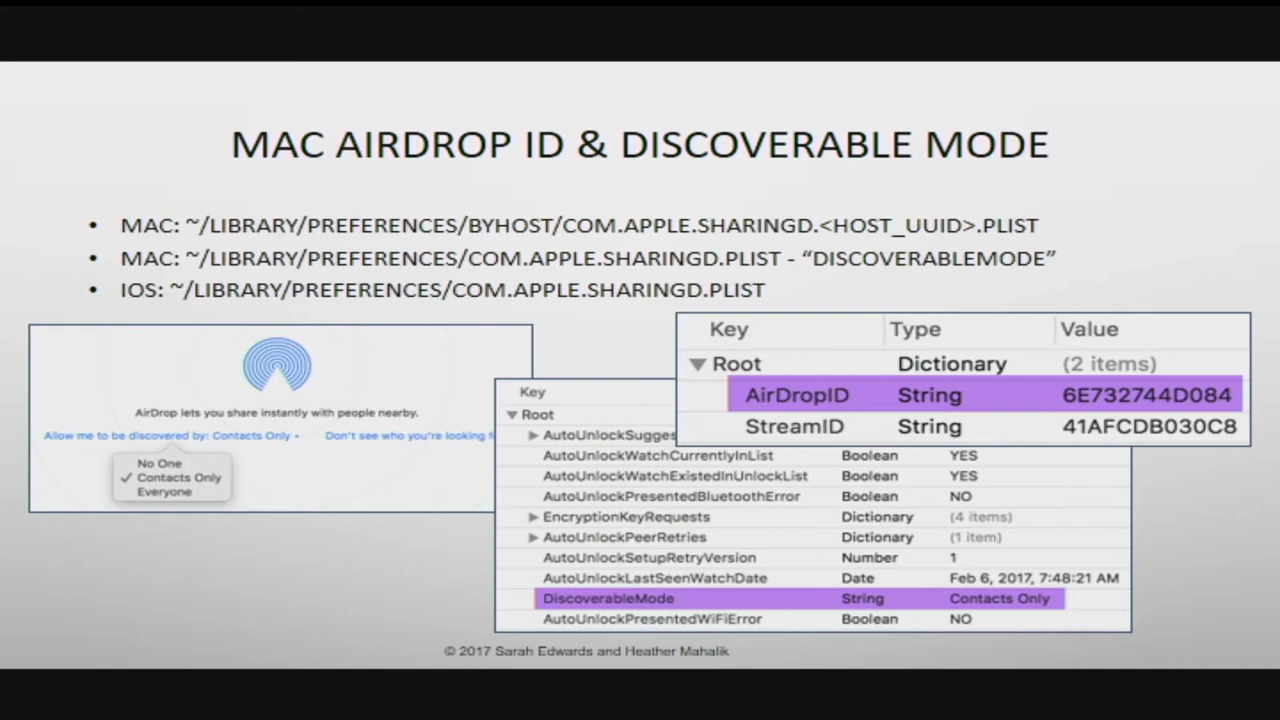 MAC AIRDROP ID & DISCOVERABLE MODE
• MAC: ~/LIBRARY/PREFERENCES/BYHOST/COM.APPLE.SHARINGD.<HOST_UUID>.PLIST
• MAC: ~/LIBRARY/PREFERENCES/COM.APPLE.SHARINGD.PLIST - “DISCOVERABLEMODE”
• IOS: ~/LIBRARY/PREFERENCES/COM.APPLE.SHARINGD.PLIST
AirDrop lets you share instantly with people nearby.
Allow me to be discovered by: Contacts Only
Don't see who you're looking f
No One
✓ Contacts Only
Everyone
Key Type Value
Root Dictionary (2 items)
AirDropID String 6E732744D084
StreamID String 41AFCDB030C8
Key
Root
AutoUnlockSugges
AutoUnlockWatchCurrentlyInList Boolean YES
AutoUnlockWatchExistedInUnlockList Boolean YES
AutoUnlockPresentedBluetoothError Boolean NO
EncryptionKeyRequests Dictionary (4 items)
AutoUnlockPeerRetries Dictionary (1 item)
AutoUnlockSetupRetryVersion Number 1
AutoUnlockLastSeenWatchDate Date Feb 6, 2017, 7:48:21 AM
DiscoverableMode String Contacts Only
AutoUnlockPresentedWiFiError Boolean NO
© 2017 Sarah Edwards and Heather Mahalik